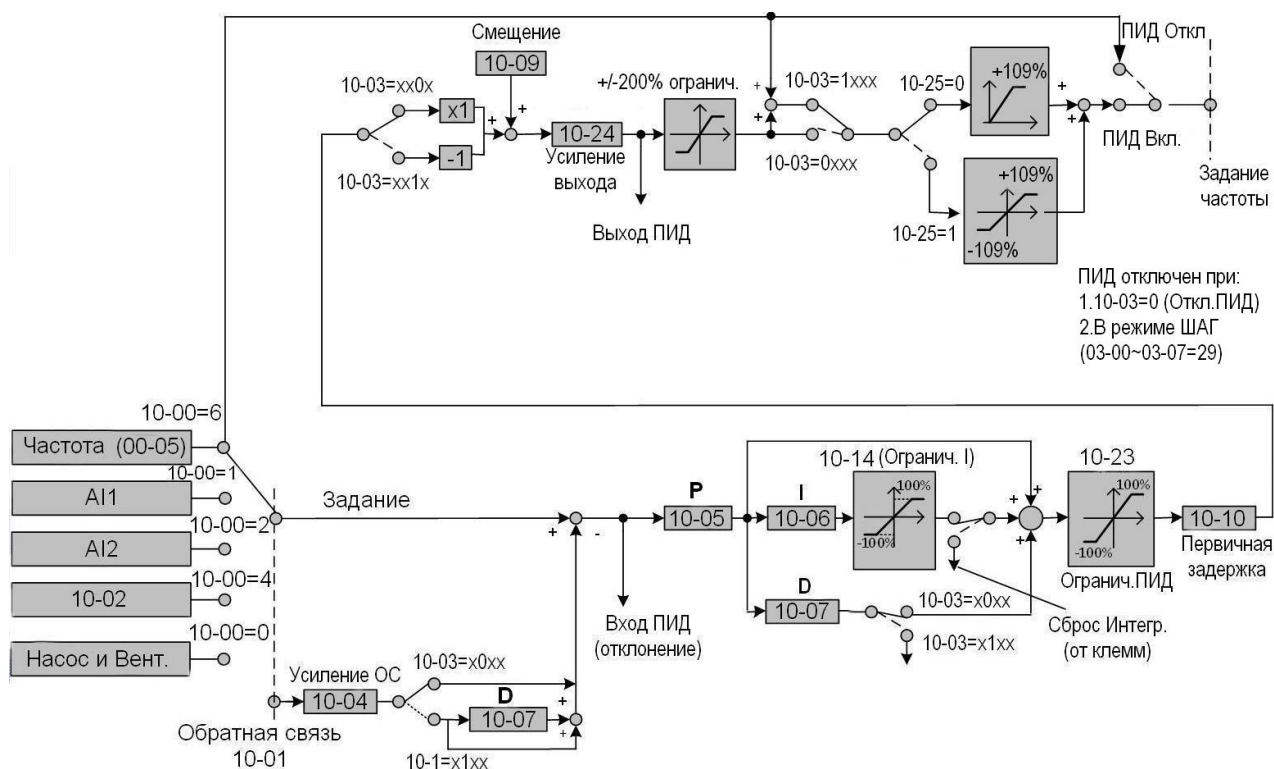 Смещение
10-09
10-03=xx0x
x1
-1
10-03=xx1x
+
+
10-24
Усиление
выхода
Выход ПИД
+/-200% огранич.
+
+
10-03=1xxx
10-03=0xxx
10-25=0
+109%
10-25=1
+109%
-109%
+
+
ПИД Откл
ПИД Вкл.
Задание
частоты
ПИД отключен при:
1.10-03=0 (Откл.ПИД)
2.В режиме ШАГ
(03-00~03-07=29)
10-00=6
Частота (00-05)
10-00=1
AI1
10-00=2
AI2
10-00=4
10-02
10-00=0
Насос и Вент.
Задание
+
-
Вход ПИД
(отклонение)
P
10-05
I
10-06
10-14 (Огранич. I)
100%
-100%
D
10-07
10-03=x0xx
10-03=x1xx
Сброс Интегр.
(от клемм)
+
+
+
10-23
100%
-100%
Огранич.ПИД
10-10
Первичная
задержка
Усиление ОС
10-04
10-03=x0xx
D
10-07
+
+
10-1=x1xx
Обратная связь
10-01